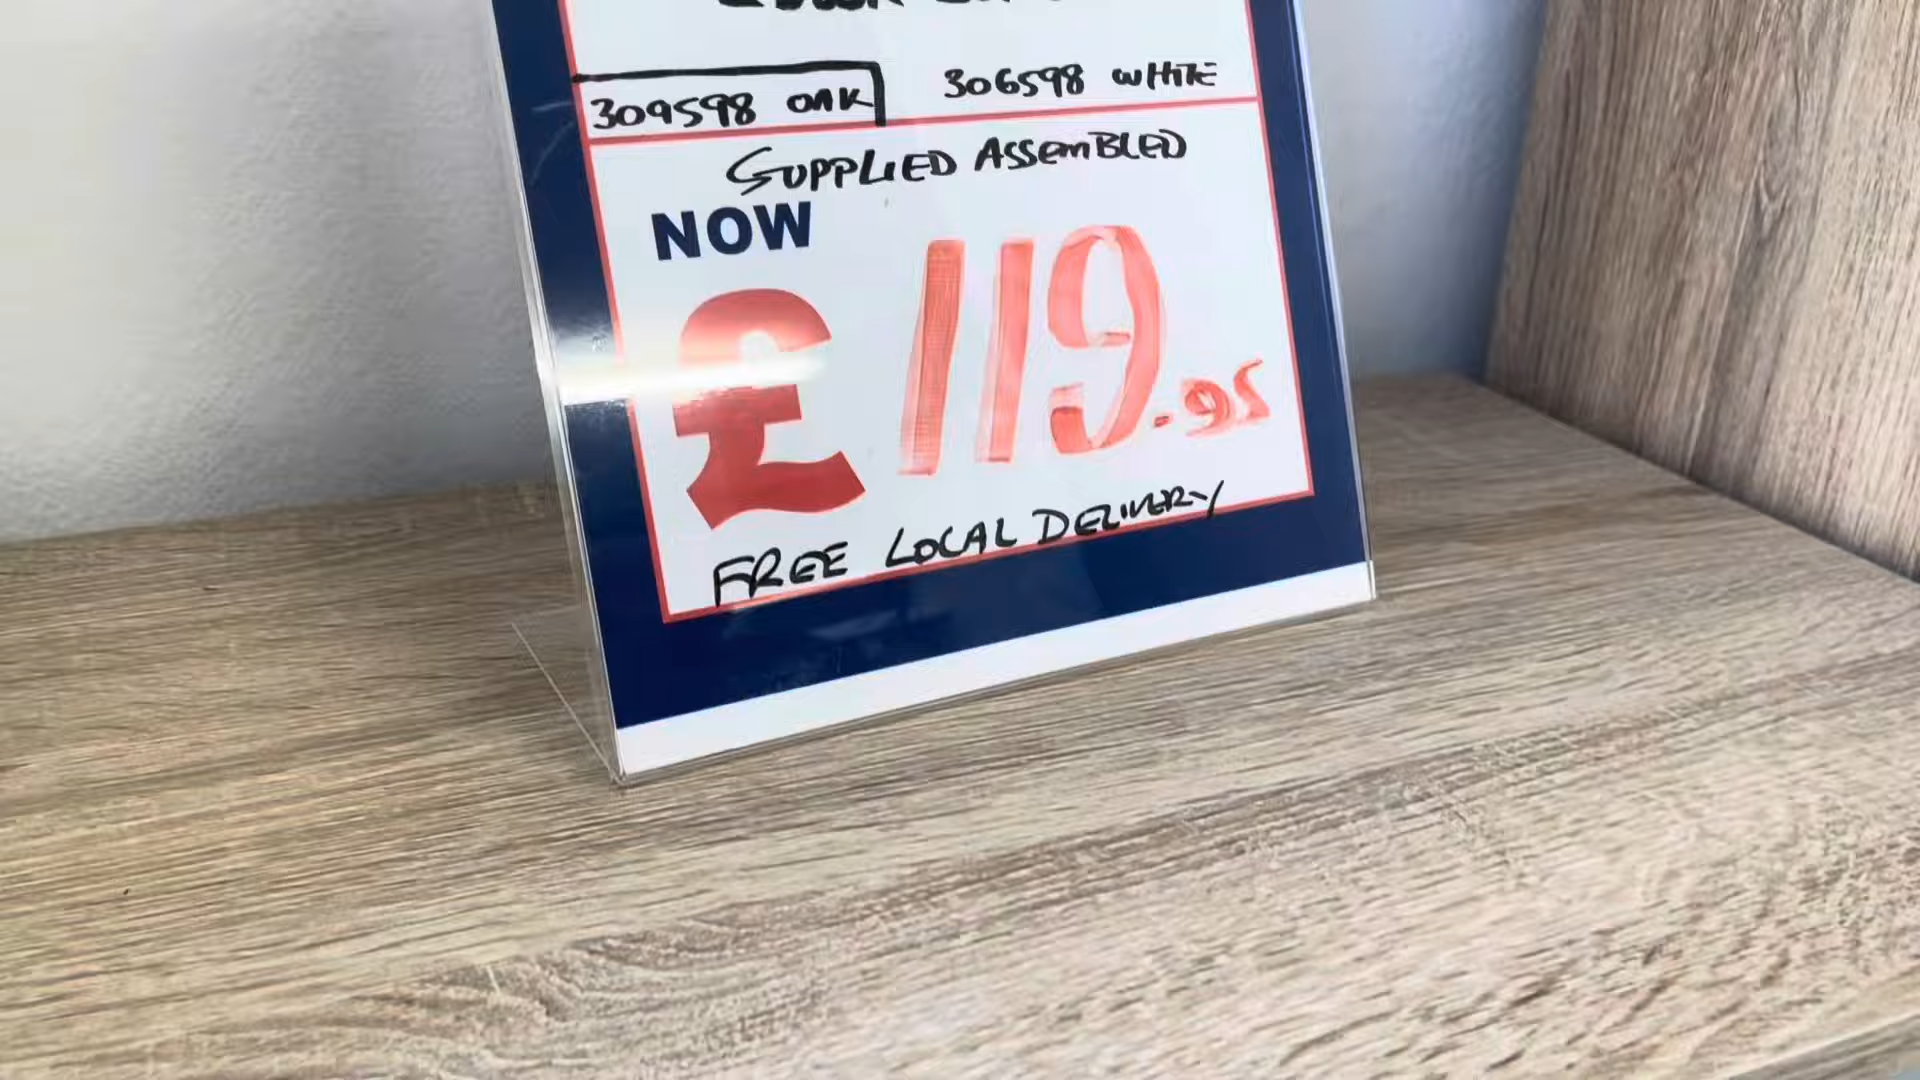 309598 OAK 306598 WHITE
SUPPLIED ASSEMBLED
NOW
£119.95
FREE LOCAL DELIVERY